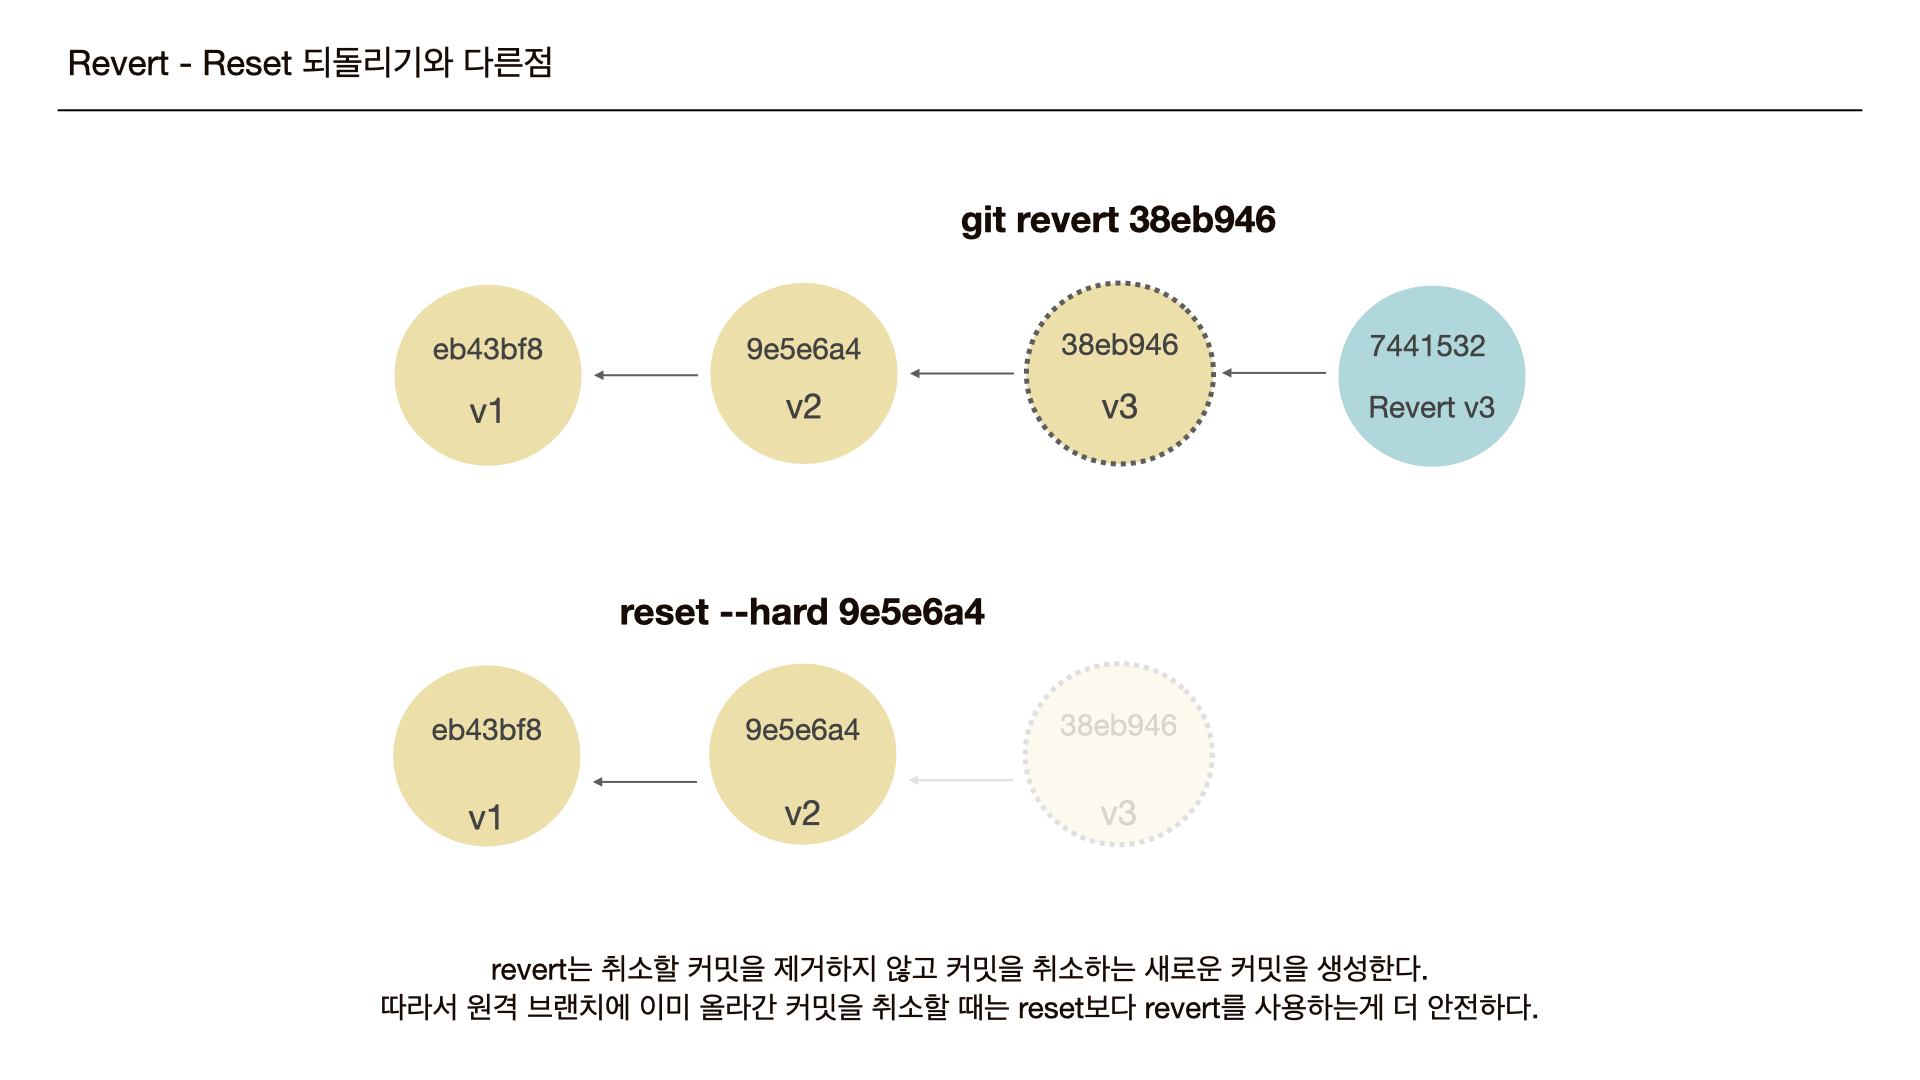 Revert - Reset 되돌리기와 다른점
git revert 38eb946
eb43bf8
v1
9e5e6a4
v2
38eb946
v3
7441532
Revert v3
reset --hard 9e5e6a4
eb43bf8
v1
9e5e6a4
v2
38eb946
v3
revert는 취소할 커밋을 제거하지 않고 커밋을 취소하는 새로운 커밋을 생성한다.
따라서 원격 브랜치에 이미 올라간 커밋을 취소할 때는 reset보다 revert를 사용하는게 더 안전하다.